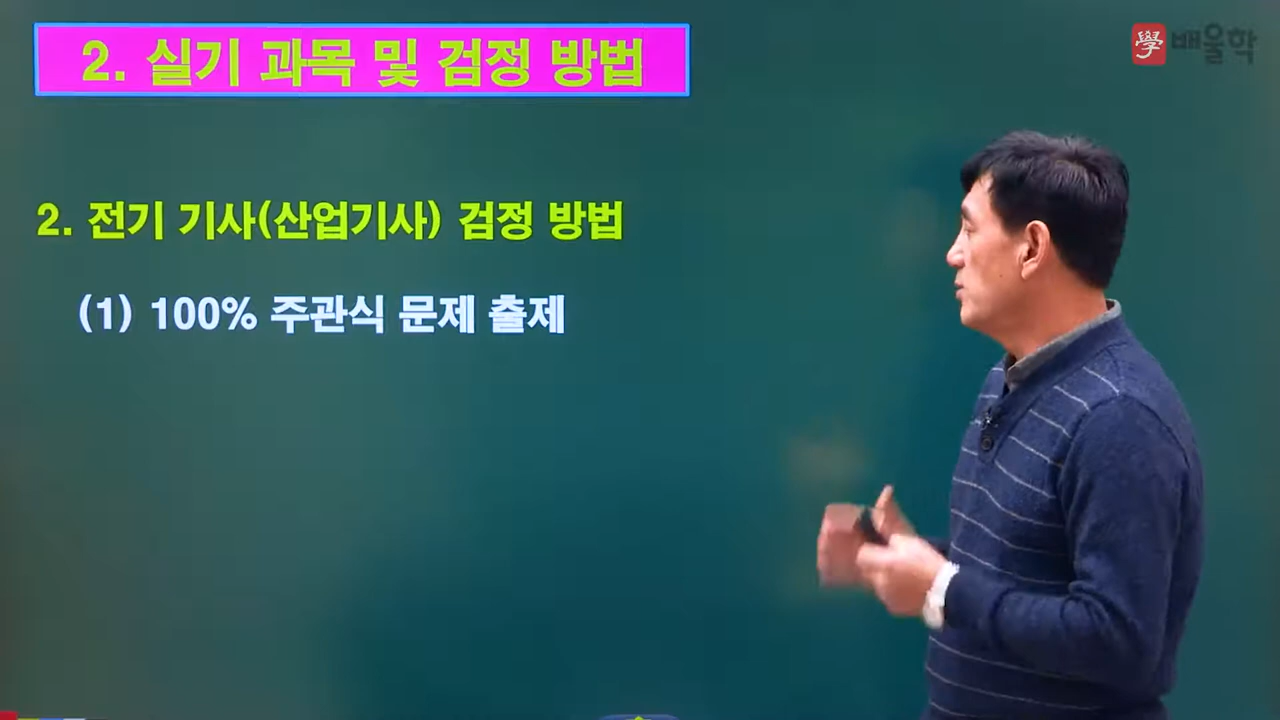 2. 실기 과목 및 검정 방법
學 배울학
2. 전기 기사(산업기사) 검정 방법
(1) 100% 주관식 문제 출제